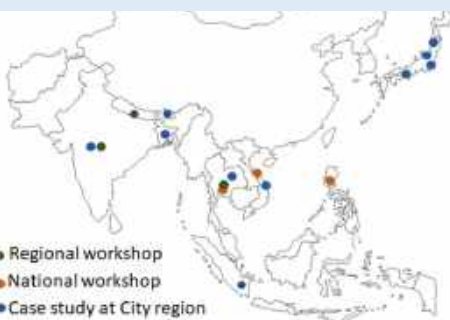 Regional workshop
National workshop
Case study at City region